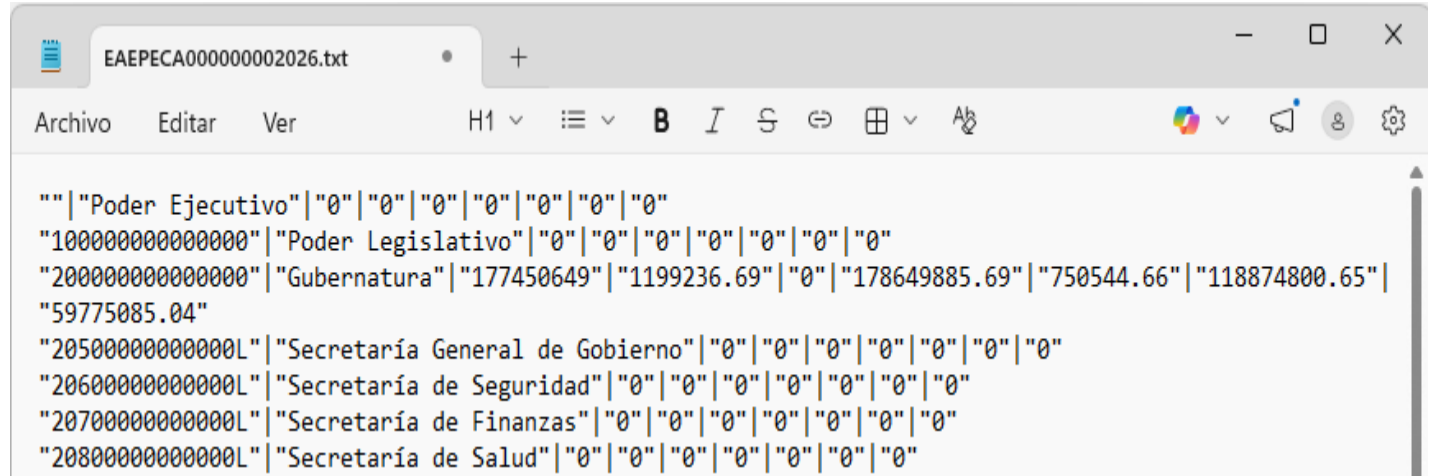 EAEPECA000000002026.txt
Archivo Editar Ver H1 B I S Ab
""|"Poder Ejecutivo"|"0"|"0"|"0"|"0"|"0"|"0"|"0"
"100000000000000"|"Poder Legislativo"|"0"|"0"|"0"|"0"|"0"|"0"|"0"
"200000000000000"|"Gubernatura"|"177450649"|"1199236.69"|"0"|"178649885.69"|"750544.66"|"118874800.65"|
"59775085.04"
"20500000000000L"|"Secretaría General de Gobierno"|"0"|"0"|"0"|"0"|"0"|"0"|"0"
"20600000000000L"|"Secretaría de Seguridad"|"0"|"0"|"0"|"0"|"0"|"0"|"0"
"20700000000000L"|"Secretaría de Finanzas"|"0"|"0"|"0"|"0"|"0"|"0"|"0"
"20800000000000L"|"Secretaría de Salud"|"0"|"0"|"0"|"0"|"0"|"0"|"0"